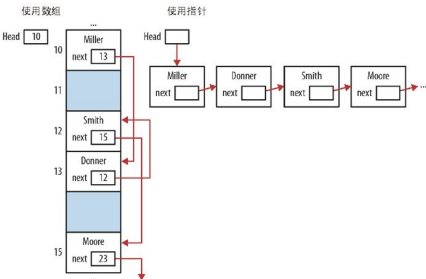 使用数组
使用指针
Head 10
...
Head
10
Miller
next 13
11
Miller
next
Donner
next
Smith
next
Moore
next
...
12
Smith
next 15
13
Donner
next 12
15
Moore
next 23
...